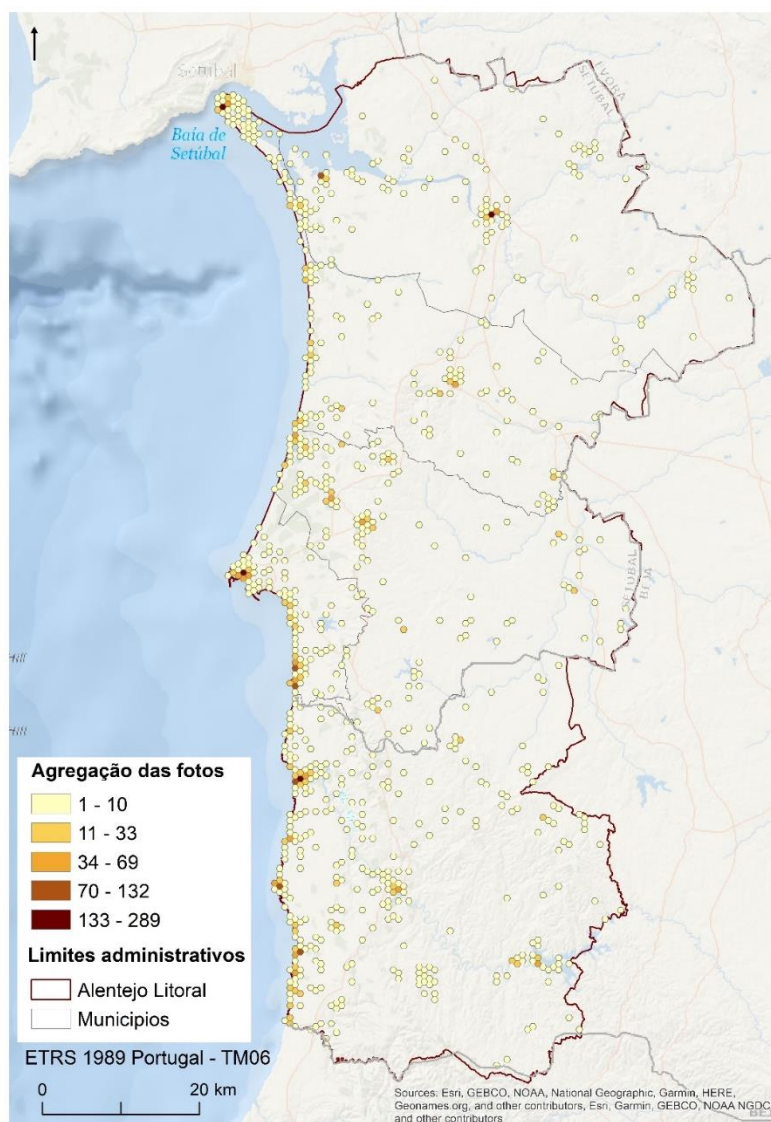 Setúbal
Baía de
Setúbal
ÉVORA
SETÚBAL
SETÚBAL
BEJA
Hill
Hill
Agregação das fotos
1 - 10
11 - 33
34 - 69
70 - 132
133 - 289
Limites administrativos
Alentejo Litoral
Municipios
ETRS 1989 Portugal - TM06
0 20 km
Sources: Esri, GEBCO, NOAA, National Geographic, Garmin, HERE,
Geonames.org, and other contributors, Esri, Garmin, GEBCO, NOAA NGDC,
and other contributors